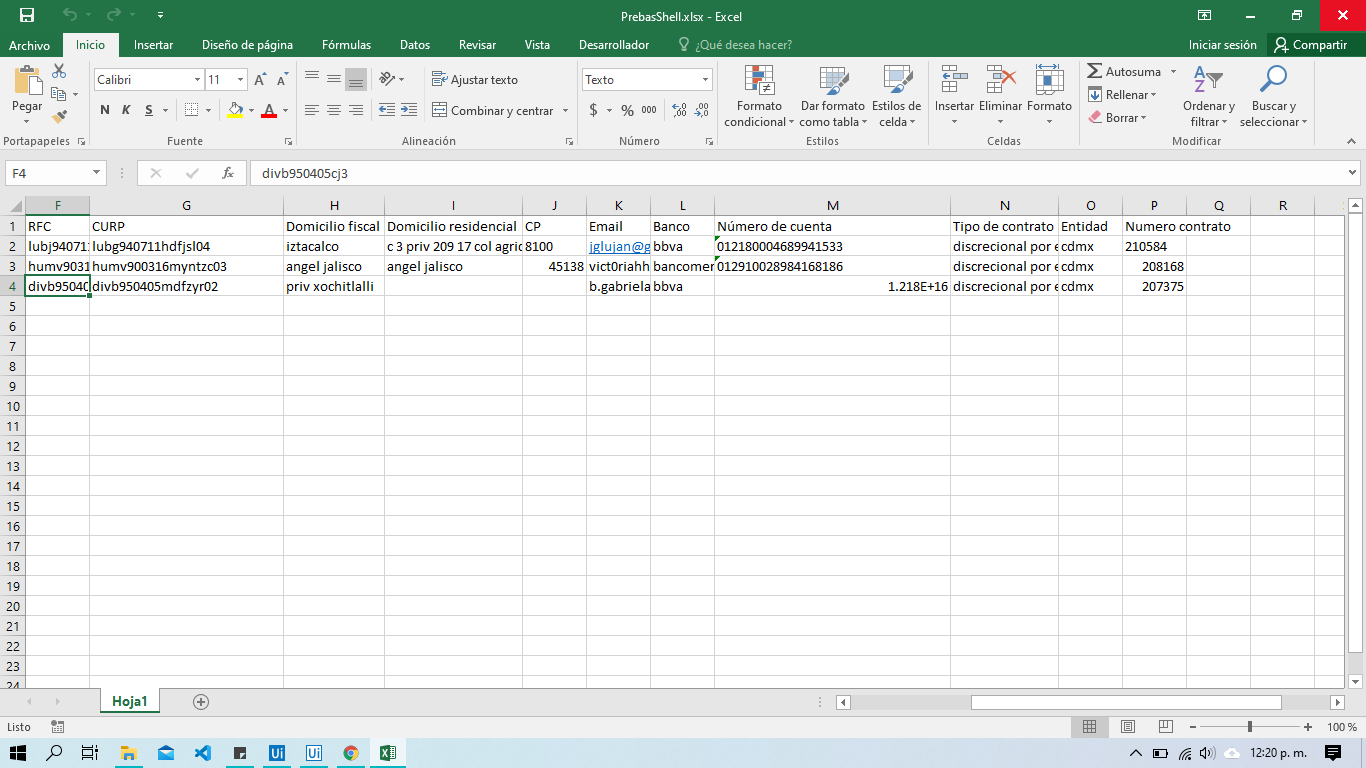 PrebasShell.xlsx - Excel
Archivo Inicio Insertar Diseño de página Fórmulas Datos Revisar Vista Desarrollador ¿Qué desea hacer? Iniciar sesión Compartir
Pegar
Portapapeles
Calibri 11
N K S
Fuente
Ajustar texto
Combinar y centrar
Alineación
Texto
$ % 000
Número
Formato condicional
Dar formato como tabla
Estilos de celda
Estilos
Insertar Eliminar Formato
Celdas
Autosuma
Rellenar
Borrar
Ordenar y filtrar
Buscar y seleccionar
Modificar
F4 fx divb950405cj3
F G H I J K L M N O P Q R
1 RFC CURP Domicilio fiscal Domicilio residencial CP Email Banco Número de cuenta Tipo de contrato Entidad Numero contrato
2 lubj94071 lubg940711hdfjsl04 iztacalco c 3 priv 209 17 col agric 8100 jglujan@g bbva 012180004689941533 discrecional por e cdmx 210584
3 humv9031 humv900316myntzc03 angel jalisco angel jalisco 45138 vict0riahh bancomer 012910028984168186 discrecional por e cdmx 208168
4 divb95040 divb950405mdfzyr02 priv xochitlalli b.gabriela bbva 1.218E+16 discrecional por e cdmx 207375
5
6
7
8
9
10
11
12
13
14
15
16
17
18
19
20
21
22
23
24
Hoja1
Listo 100 %
12:20 p. m.